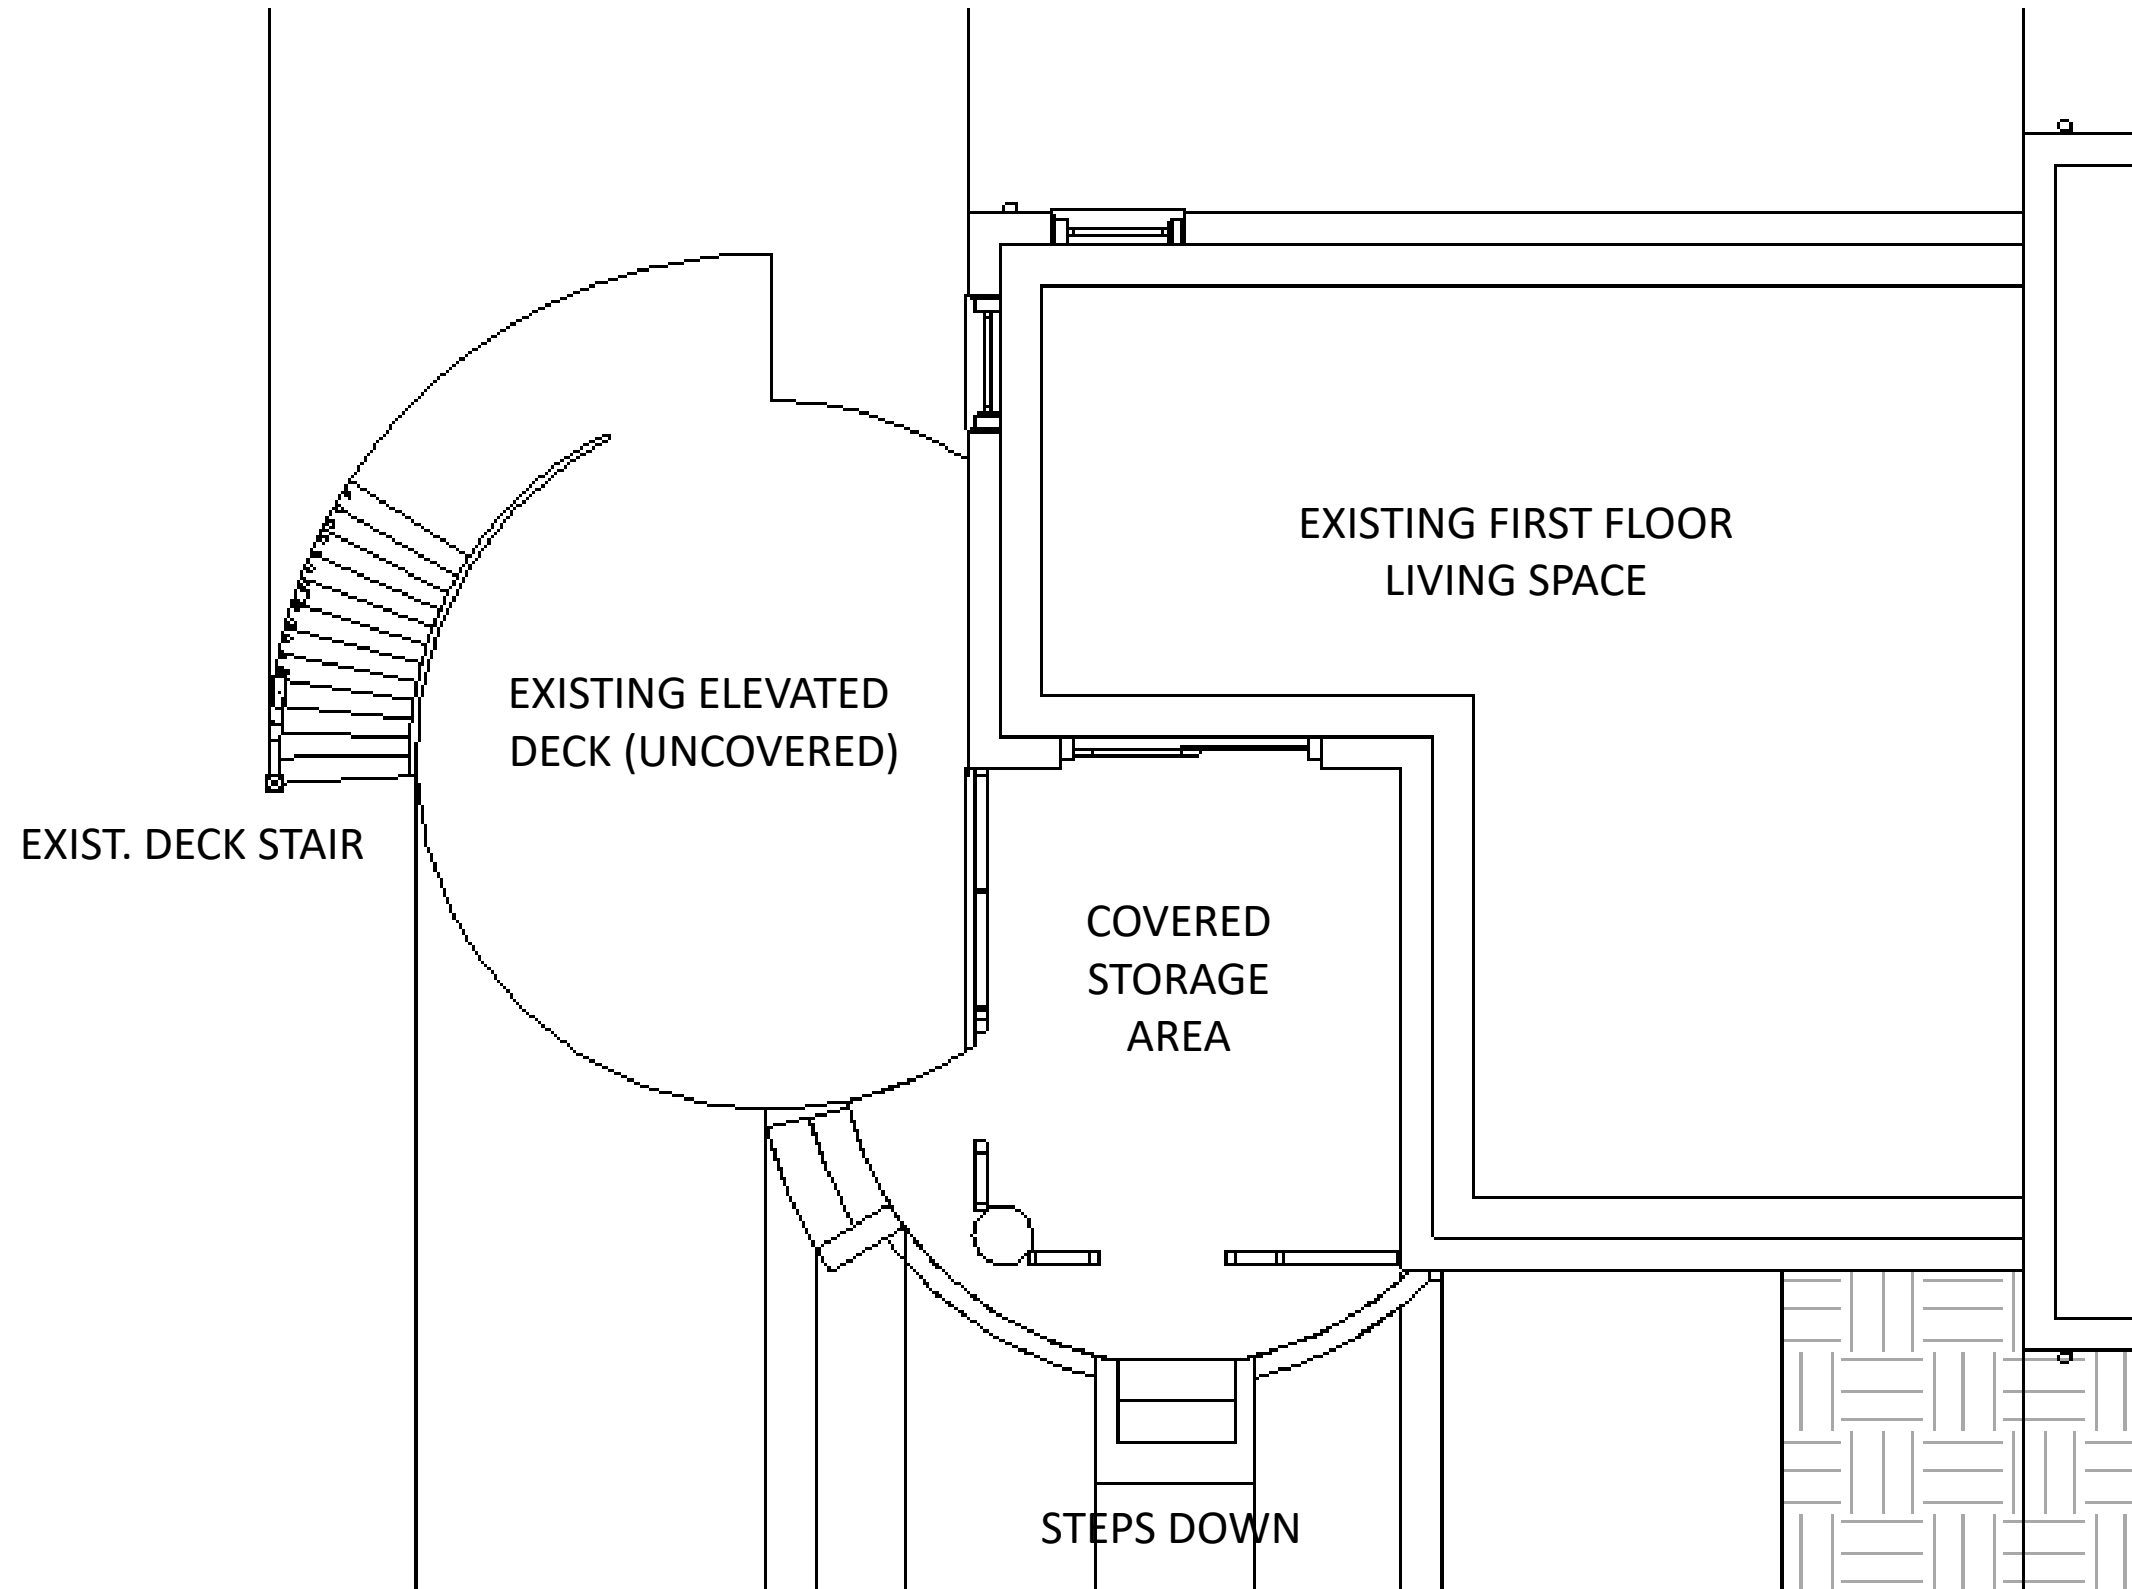 EXISTING FIRST FLOOR
LIVING SPACE
EXISTING ELEVATED
DECK (UNCOVERED)
EXIST. DECK STAIR
COVERED
STORAGE
AREA
STEPS DOWN